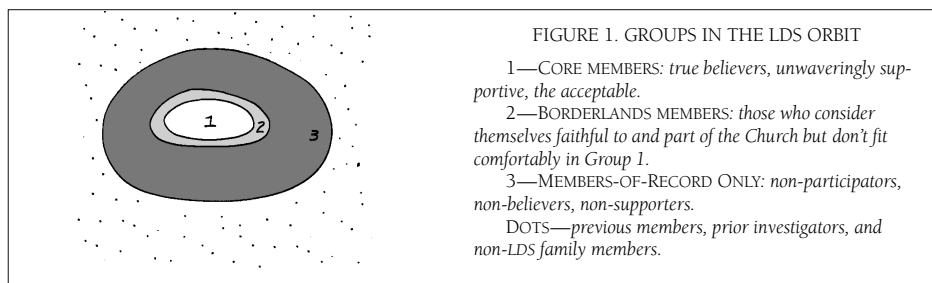 FIGURE 1. GROUPS IN THE LDS ORBIT
1—CORE MEMBERS: true believers, unwaveringly sup-
portive, the acceptable.
2—BORDERLANDS MEMBERS: those who consider
themselves faithful to and part of the Church but don't fit
comfortably in Group 1.
3—MEMBERS-OF-RECORD ONLY: non-participators,
non-believers, non-supporters.
DOTS—previous members, prior investigators, and
non-LDS family members.
1
2
3